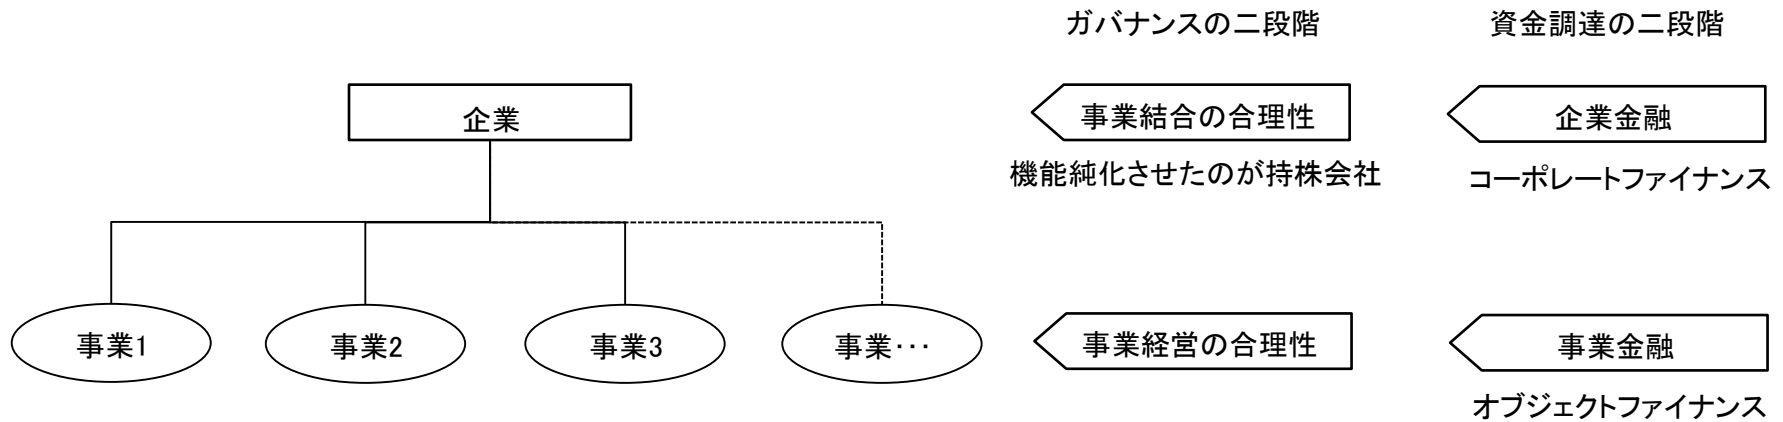 ガバナンスの二段階
資金調達の二段階
企業
事業結合の合理性
企業金融
機能純化させたのが持株会社
コーポレートファイナンス
事業1
事業2
事業3
事業･･･
事業経営の合理性
事業金融
オブジェクトファイナンス